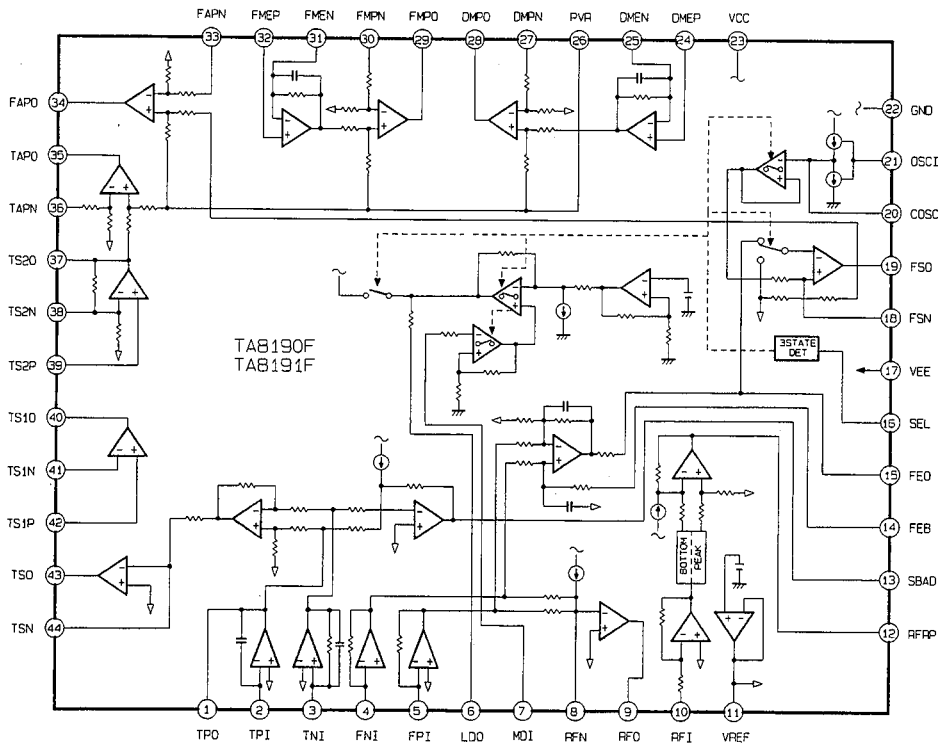 FAPN FMEP FMEN FMPN FMPO DMPO DMPN PVR DMEN DMEP VCC
33 32 31 30 29 28 27 26 25 24 23
FAPO 34
TAPO 35
TAPN 36
TS2O 37
TS2N 38
TS2P 39
TS1O 40
TS1N 41
TS1P 42
TSO 43
TSN 44
TA8190F
TA8191F
3STATE
DET
BOTTOM
PEAK
22 GND
21 OSCI
20 COSC
19 FSO
18 FSN
17 VEE
16 SEL
15 FEO
14 FEB
13 SBAD
12 RFRP
1 2 3 4 5 6 7 8 9 10 11
TPO TPI TNI FNI FPI LDO MDI RFN RFO RFI VREF